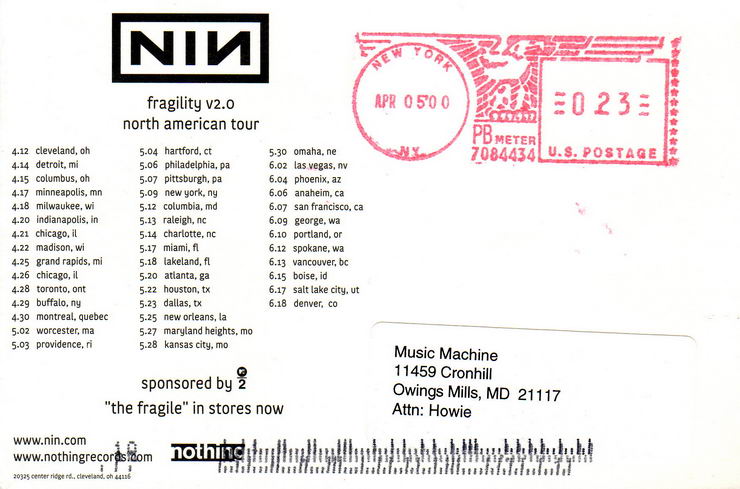 NIN
fragility v2.0
north american tour
4.12 cleveland, oh
4.14 detroit, mi
4.15 columbus, oh
4.17 minneapolis, mn
4.18 milwaukee, wi
4.20 indianapolis, in
4.21 chicago, il
4.22 madison, wi
4.25 grand rapids, mi
4.26 chicago, il
4.28 toronto, ont
4.29 buffalo, ny
4.30 montreal, quebec
5.02 worcester, ma
5.03 providence, ri
5.04 hartford, ct
5.06 philadelphia, pa
5.07 pittsburgh, pa
5.09 new york, ny
5.12 columbia, md
5.13 raleigh, nc
5.14 charlotte, nc
5.17 miami, fl
5.18 lakeland, fl
5.20 atlanta, ga
5.22 houston, tx
5.23 dallas, tx
5.25 new orleans, la
5.27 maryland heights, mo
5.28 kansas city, mo
5.30 omaha, ne
6.02 las vegas, nv
6.04 phoenix, az
6.06 anaheim, ca
6.07 san francisco, ca
6.09 george, wa
6.10 portland, or
6.12 spokane, wa
6.13 vancouver, bc
6.15 boise, id
6.17 salt lake city, ut
6.18 denver, co
sponsored by 2
"the fragile" in stores now
www.nin.com
www.nothingrecords.com
nothing
20325 center ridge rd., cleveland, oh 44116
NEW YORK
APR 05 00
NY
PB METER
7084434
023
U.S. POSTAGE
Music Machine
11459 Cronhill
Owings Mills, MD 21117
Attn: Howie